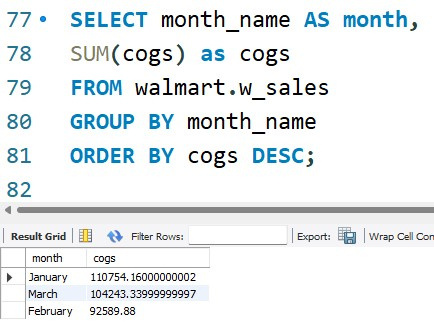 77 SELECT month_name AS month,
78 SUM(cogs) as cogs
79 FROM walmart.w_sales
80 GROUP BY month_name
81 ORDER BY cogs DESC;
82
Result Grid Filter Rows: Export: Wrap Cell Con
month cogs
January 110754.16000000002
March 104243.33999999997
February 92589.88